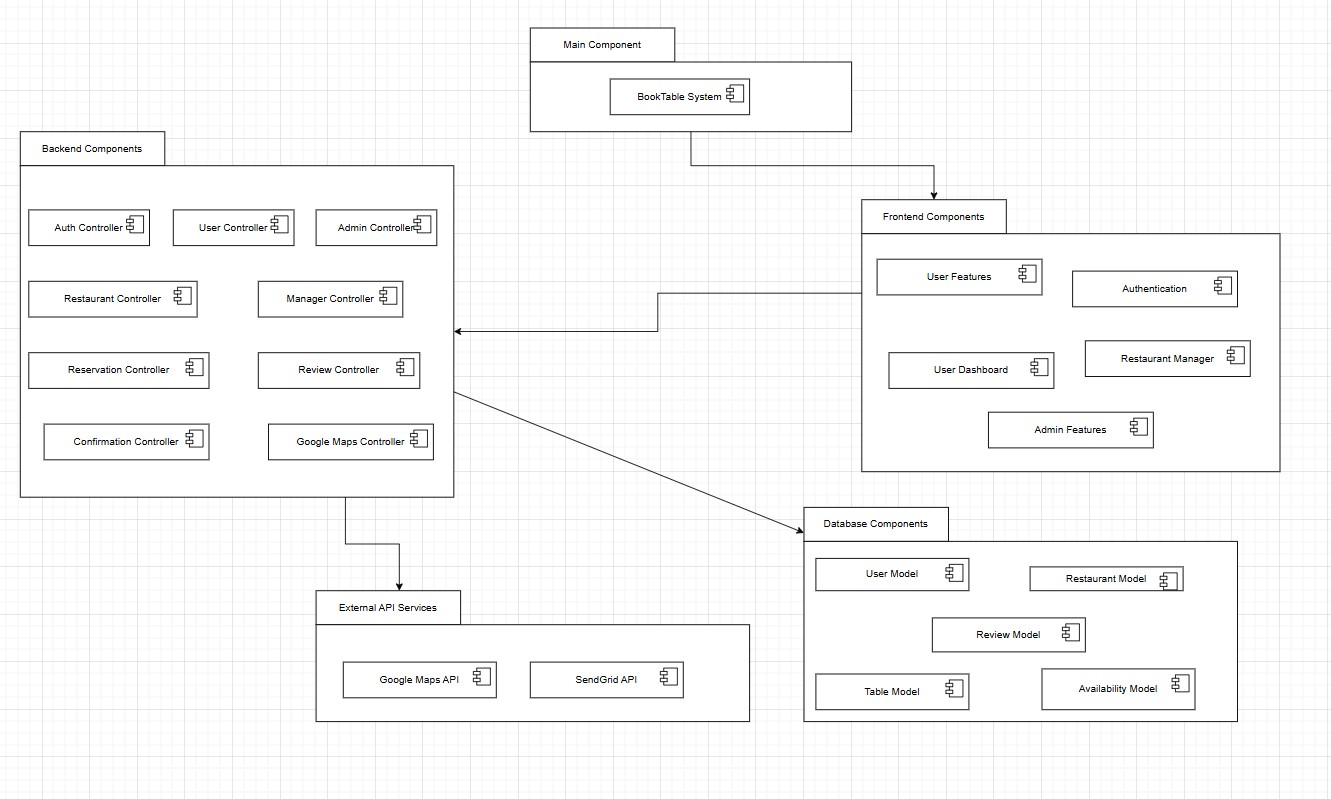 Main Component
BookTable System
Backend Components
Auth Controller
User Controller
Admin Controller
Restaurant Controller
Manager Controller
Reservation Controller
Review Controller
Confirmation Controller
Google Maps Controller
Frontend Components
User Features
Authentication
User Dashboard
Restaurant Manager
Admin Features
External API Services
Google Maps API
SendGrid API
Database Components
User Model
Restaurant Model
Review Model
Table Model
Availability Model